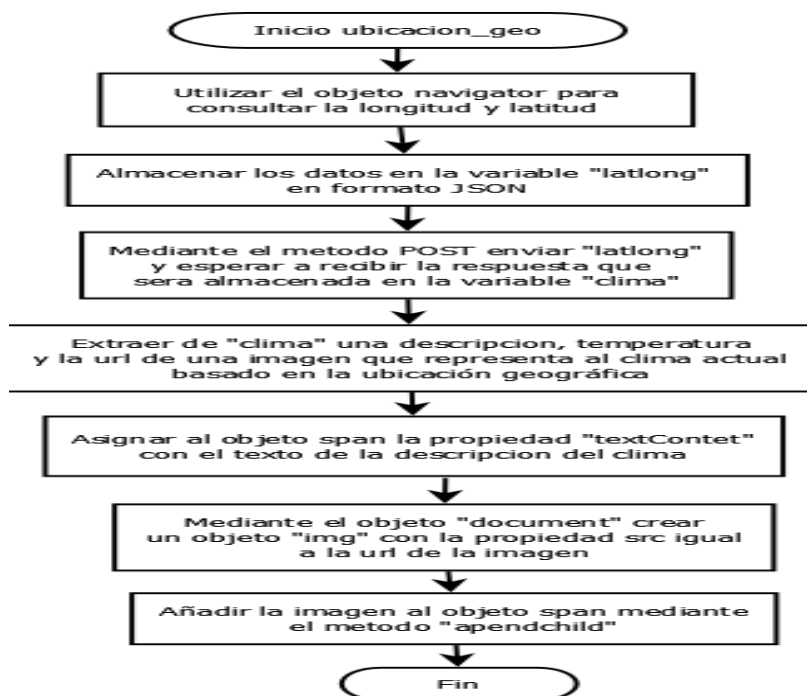 Inicio ubicacion_geo
Utilizar el objeto navigator para
consultar la longitud y latitud
Almacenar los datos en la variable "latlong"
en formato JSON
Mediante el metodo POST enviar "latlong"
y esperar a recibir la respuesta que
sera almacenada en la variable "clima"
Extraer de "clima" una descripcion, temperatura
y la url de una imagen que representa al clima actual
basado en la ubicación geográfica
Asignar al objeto span la propiedad "textContet"
con el texto de la descripcion del clima
Mediante el objeto "document" crear
un objeto "img" con la propiedad src igual
a la url de la imagen
Añadir la imagen al objeto span mediante
el metodo "apendchild"
Fin